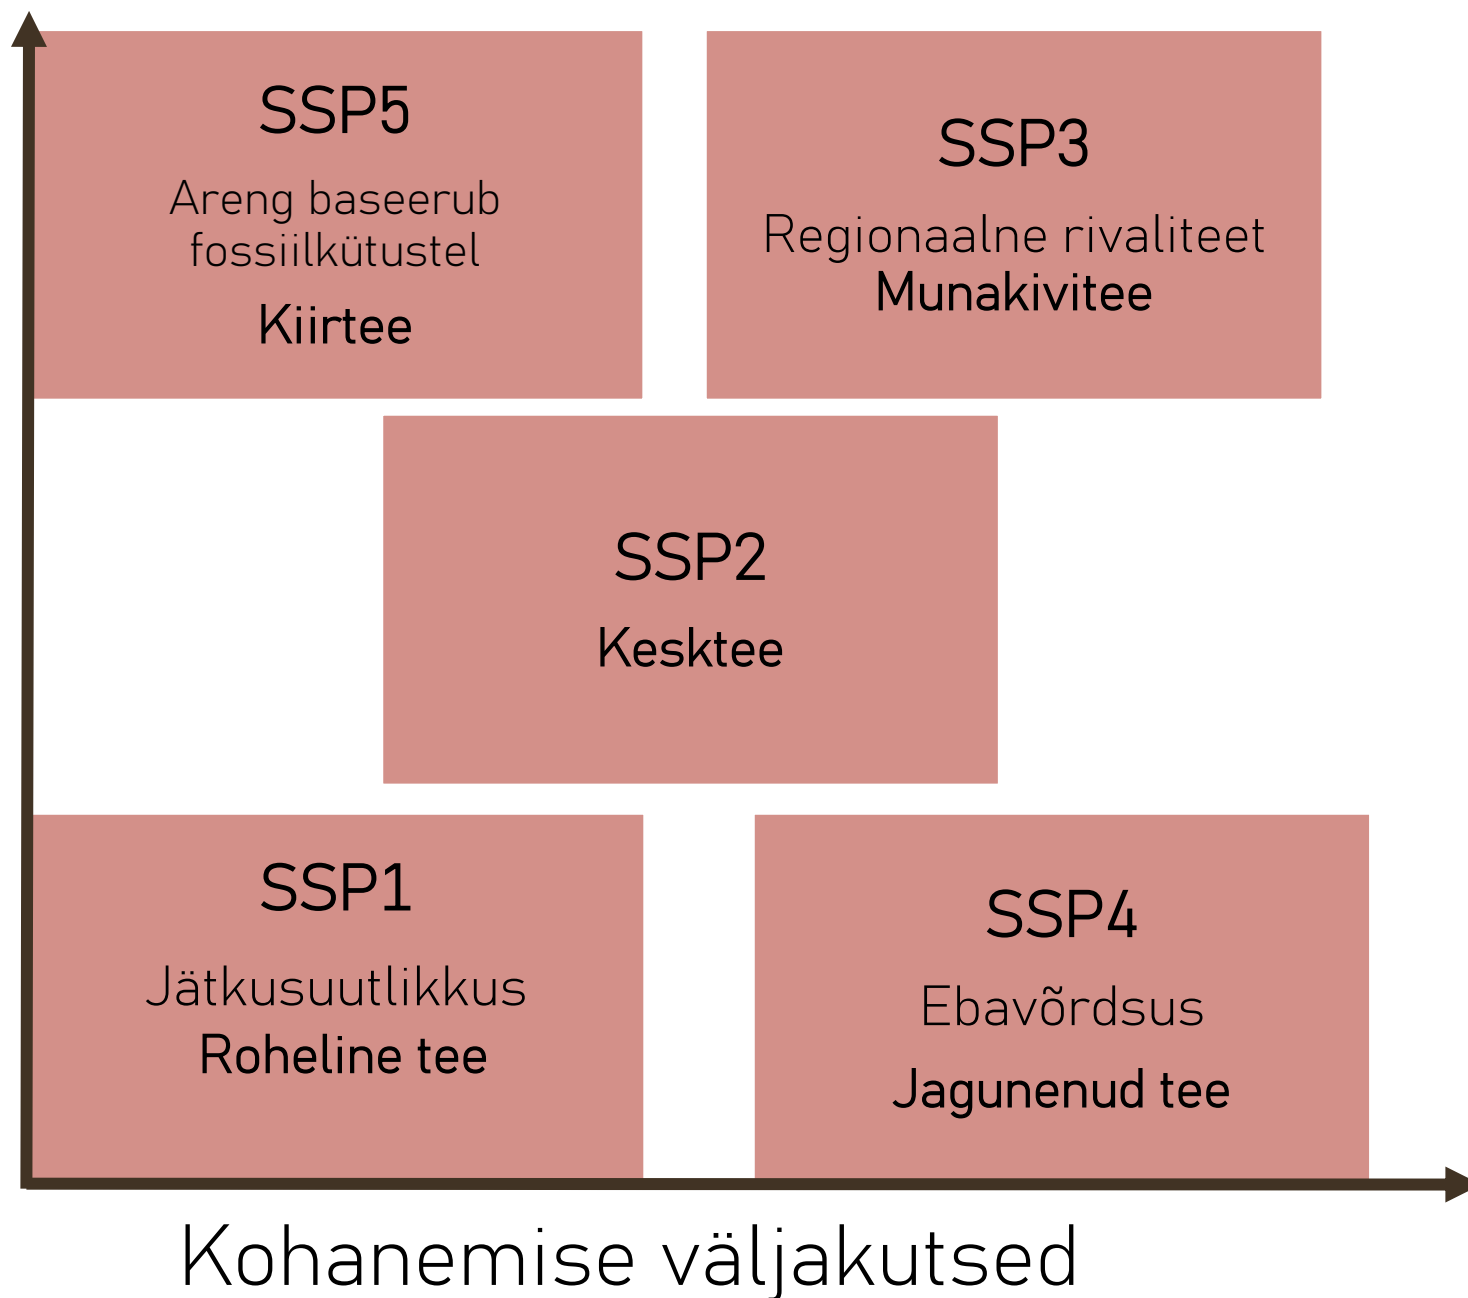 SSP5
Areng baseerub
fossiilkütustel
Kiirtee
SSP3
Regionaalne rivaliteet
Munakivitee
SSP2
Kesktee
SSP1
Jätkusuutlikkus
Roheline tee
SSP4
Ebavõrdsus
Jagunenud tee
Kohanemise väljakutsed